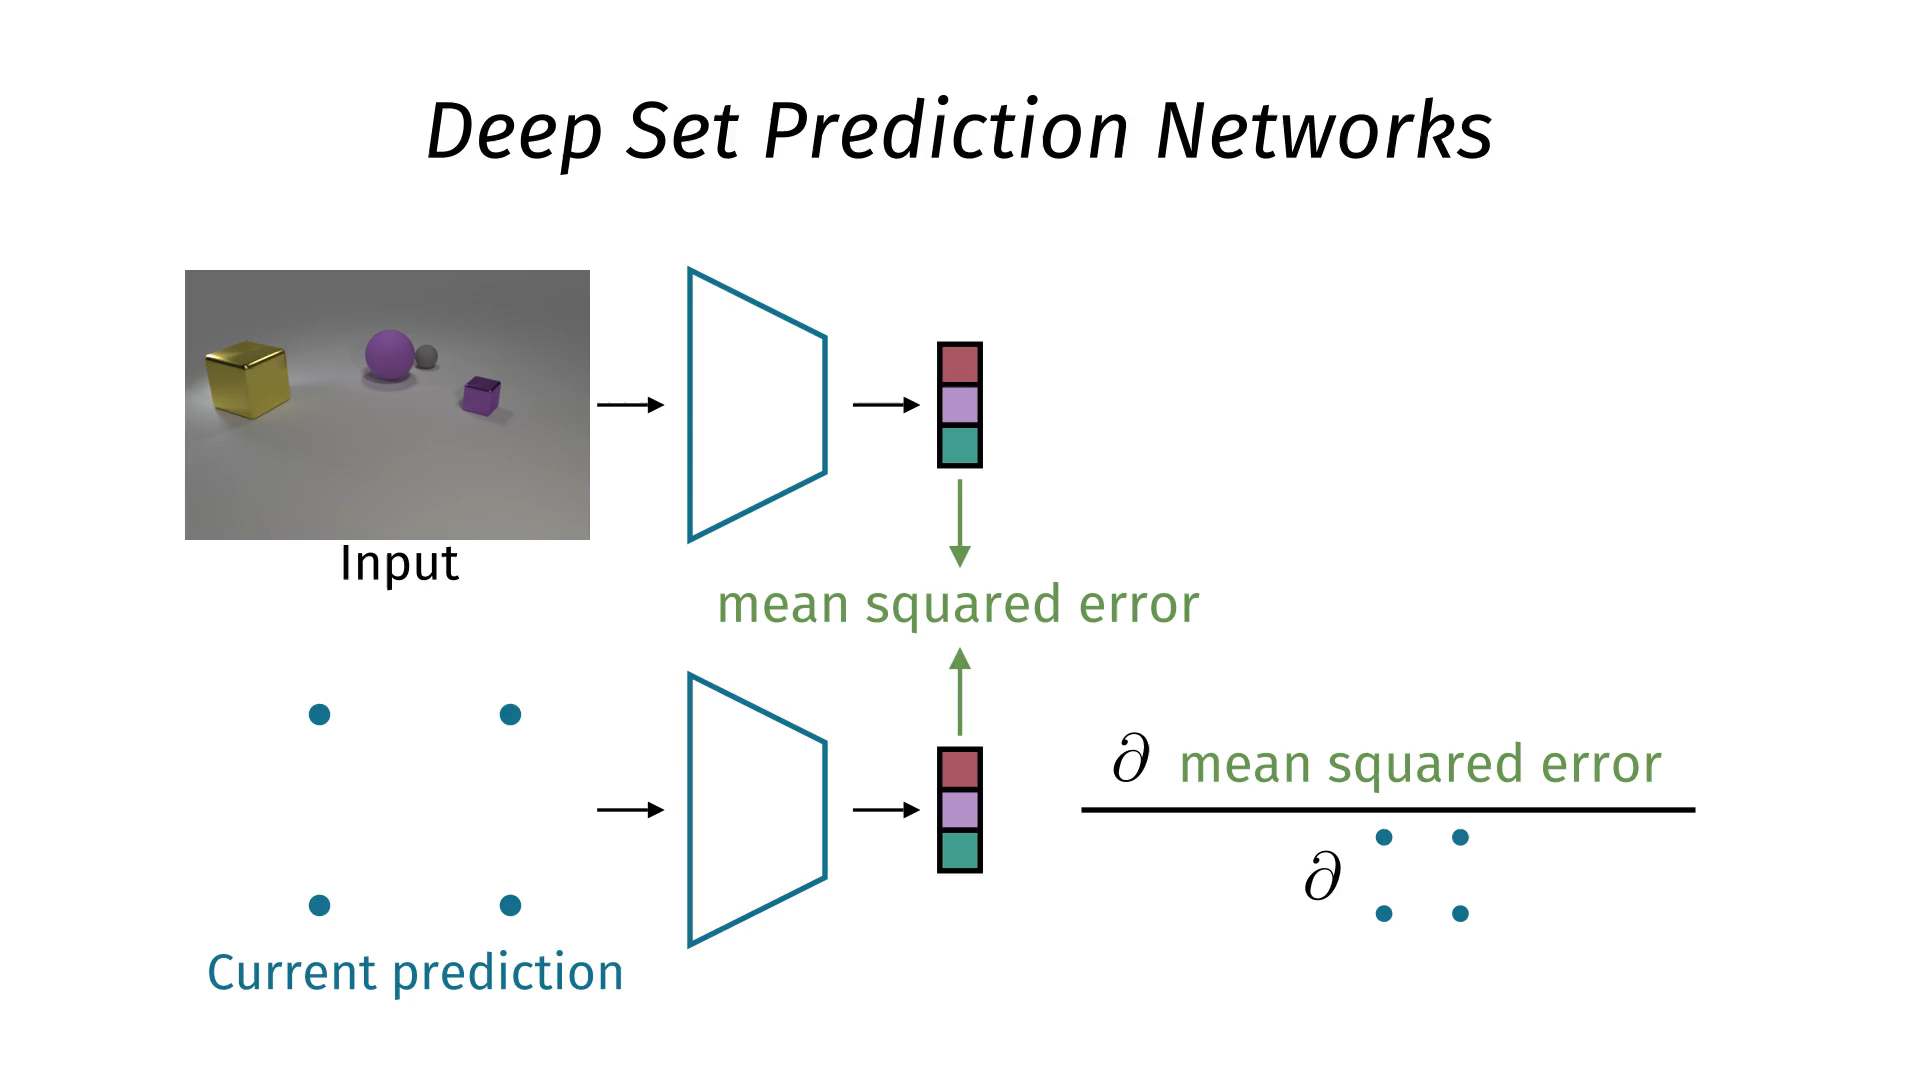 Deep Set Prediction Networks
Input
mean squared error
∂ mean squared error
∂
Current prediction